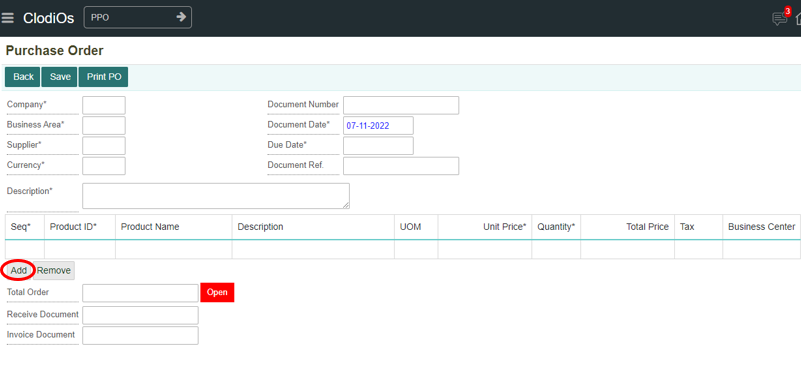 ClodiOs PPO 3
Purchase Order
Back Save Print PO
Company* Document Number
Business Area* Document Date* 07-11-2022
Supplier* Due Date*
Currency* Document Ref.
Description*
Seq* Product ID* Product Name Description UOM Unit Price* Quantity* Total Price Tax Business Center
Add Remove
Total Order Open
Receive Document
Invoice Document